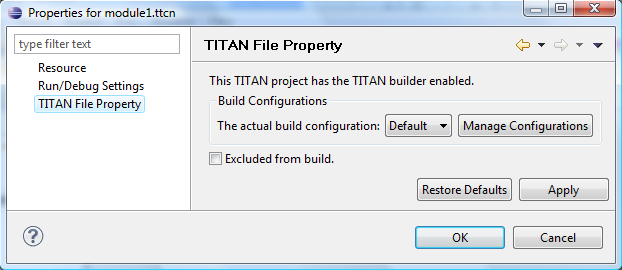 Properties for module1.ttcn
type filter text
Resource
Run/Debug Settings
TITAN File Property
TITAN File Property
This TITAN project has the TITAN builder enabled.
Build Configurations
The actual build configuration: Default Manage Configurations
Excluded from build.
Restore Defaults Apply
? OK Cancel